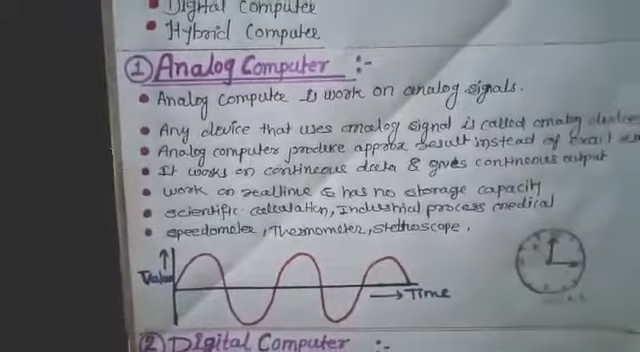 • Digital Computer
• Hybrid Computer
① Analog Computer :-
• Analog compute is work on analog signals.
• Any device that uses analog signal is called analog
• Analog computer produce approx result instead of exact
• It works on continuous data & gives continuous output
• work on realtime & has no storage capacity
• scientific calculation, Industrial process medical
• speedometer, Thermometer, Stethoscope.
Value
→ Time
② Digital Computer :-